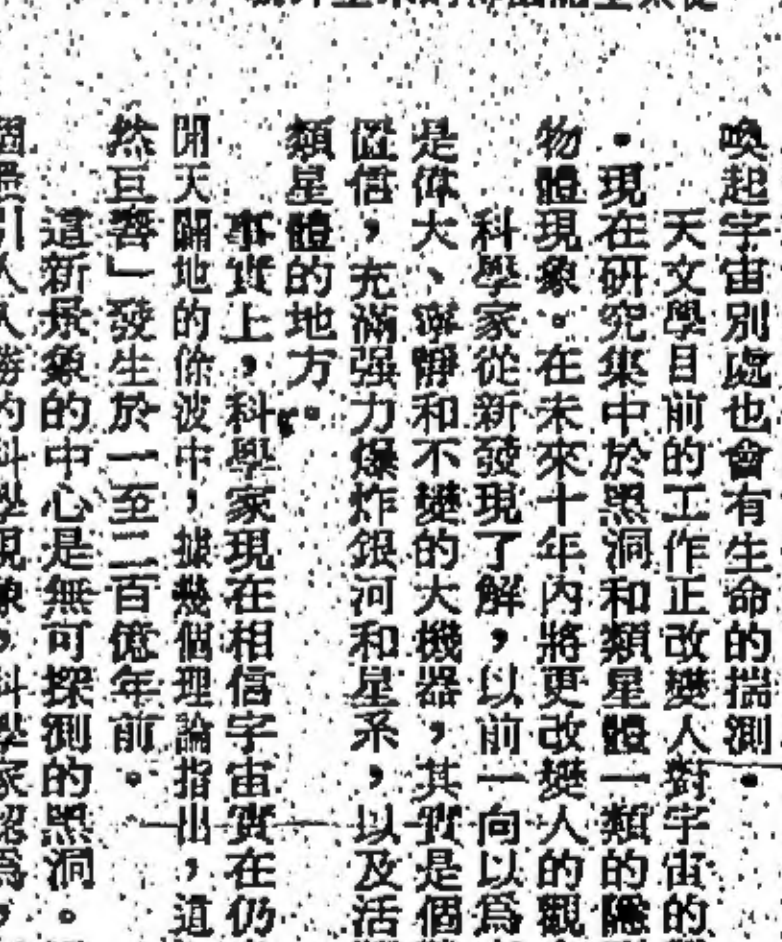 喚起宇宙別處也會有生命的揣測。
天文學目前的工作正改變人對宇宙的
。現在研究集中於黑洞和類星體一類的隱
物體現象。在未來十年內將更改變人的觀
科學家從新發現了解，以前一向以爲
是偉大、寂靜和不變的大機器，其實是個
信，充滿强力爆炸銀河和星系，以及活
類星體的地方。
事實上，科學家現在相信宇宙實在仍
開天闢地的餘波中，據幾個理論指出，這
然巨響」發生於一至二百億年前。
這新景象的中心是無可探測的黑洞。
個最引人入勝的科學現象，科學家認爲，